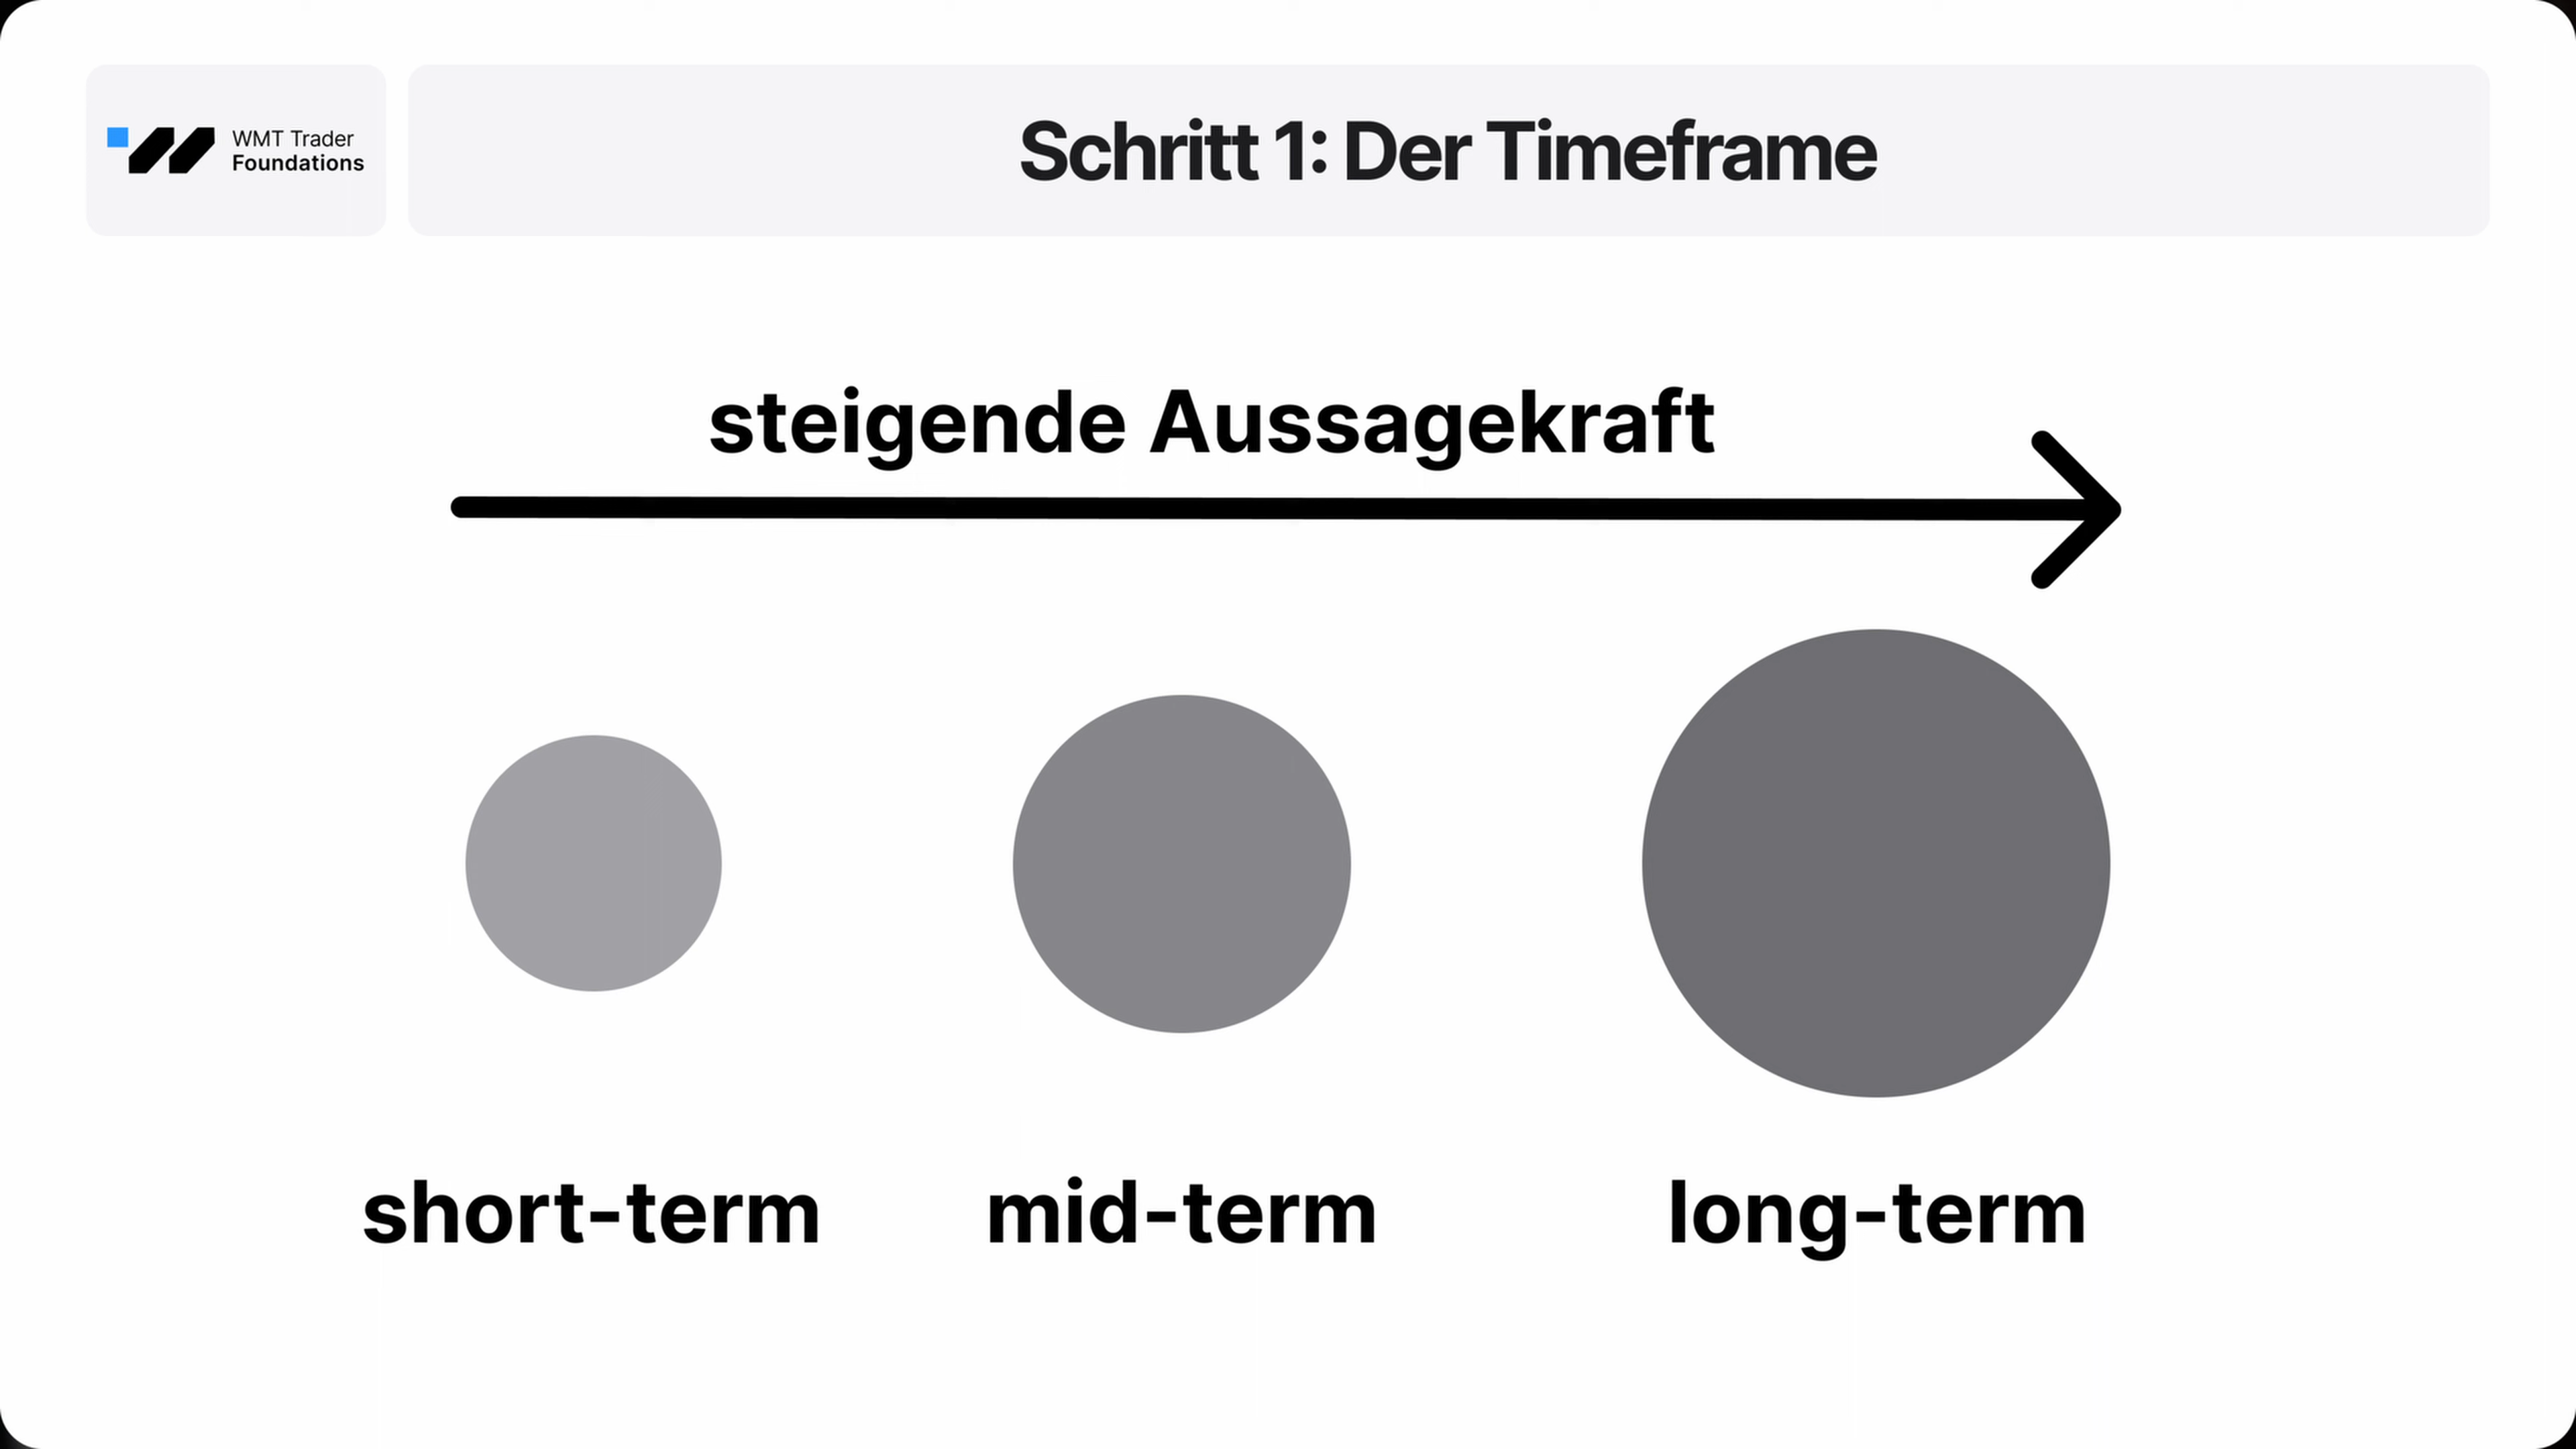 WMT Trader
Foundations
Schritt 1: Der Timeframe
steigende Aussagekraft
short-term
mid-term
long-term